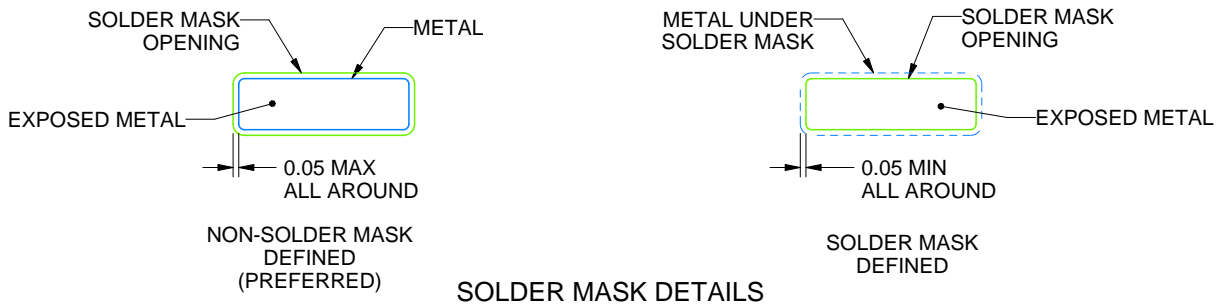 SOLDER MASK
OPENING
METAL
EXPOSED METAL
0.05 MAX
ALL AROUND
NON-SOLDER MASK
DEFINED
(PREFERRED)
METAL UNDER
SOLDER MASK
SOLDER MASK
OPENING
EXPOSED METAL
0.05 MIN
ALL AROUND
SOLDER MASK
DEFINED
SOLDER MASK DETAILS